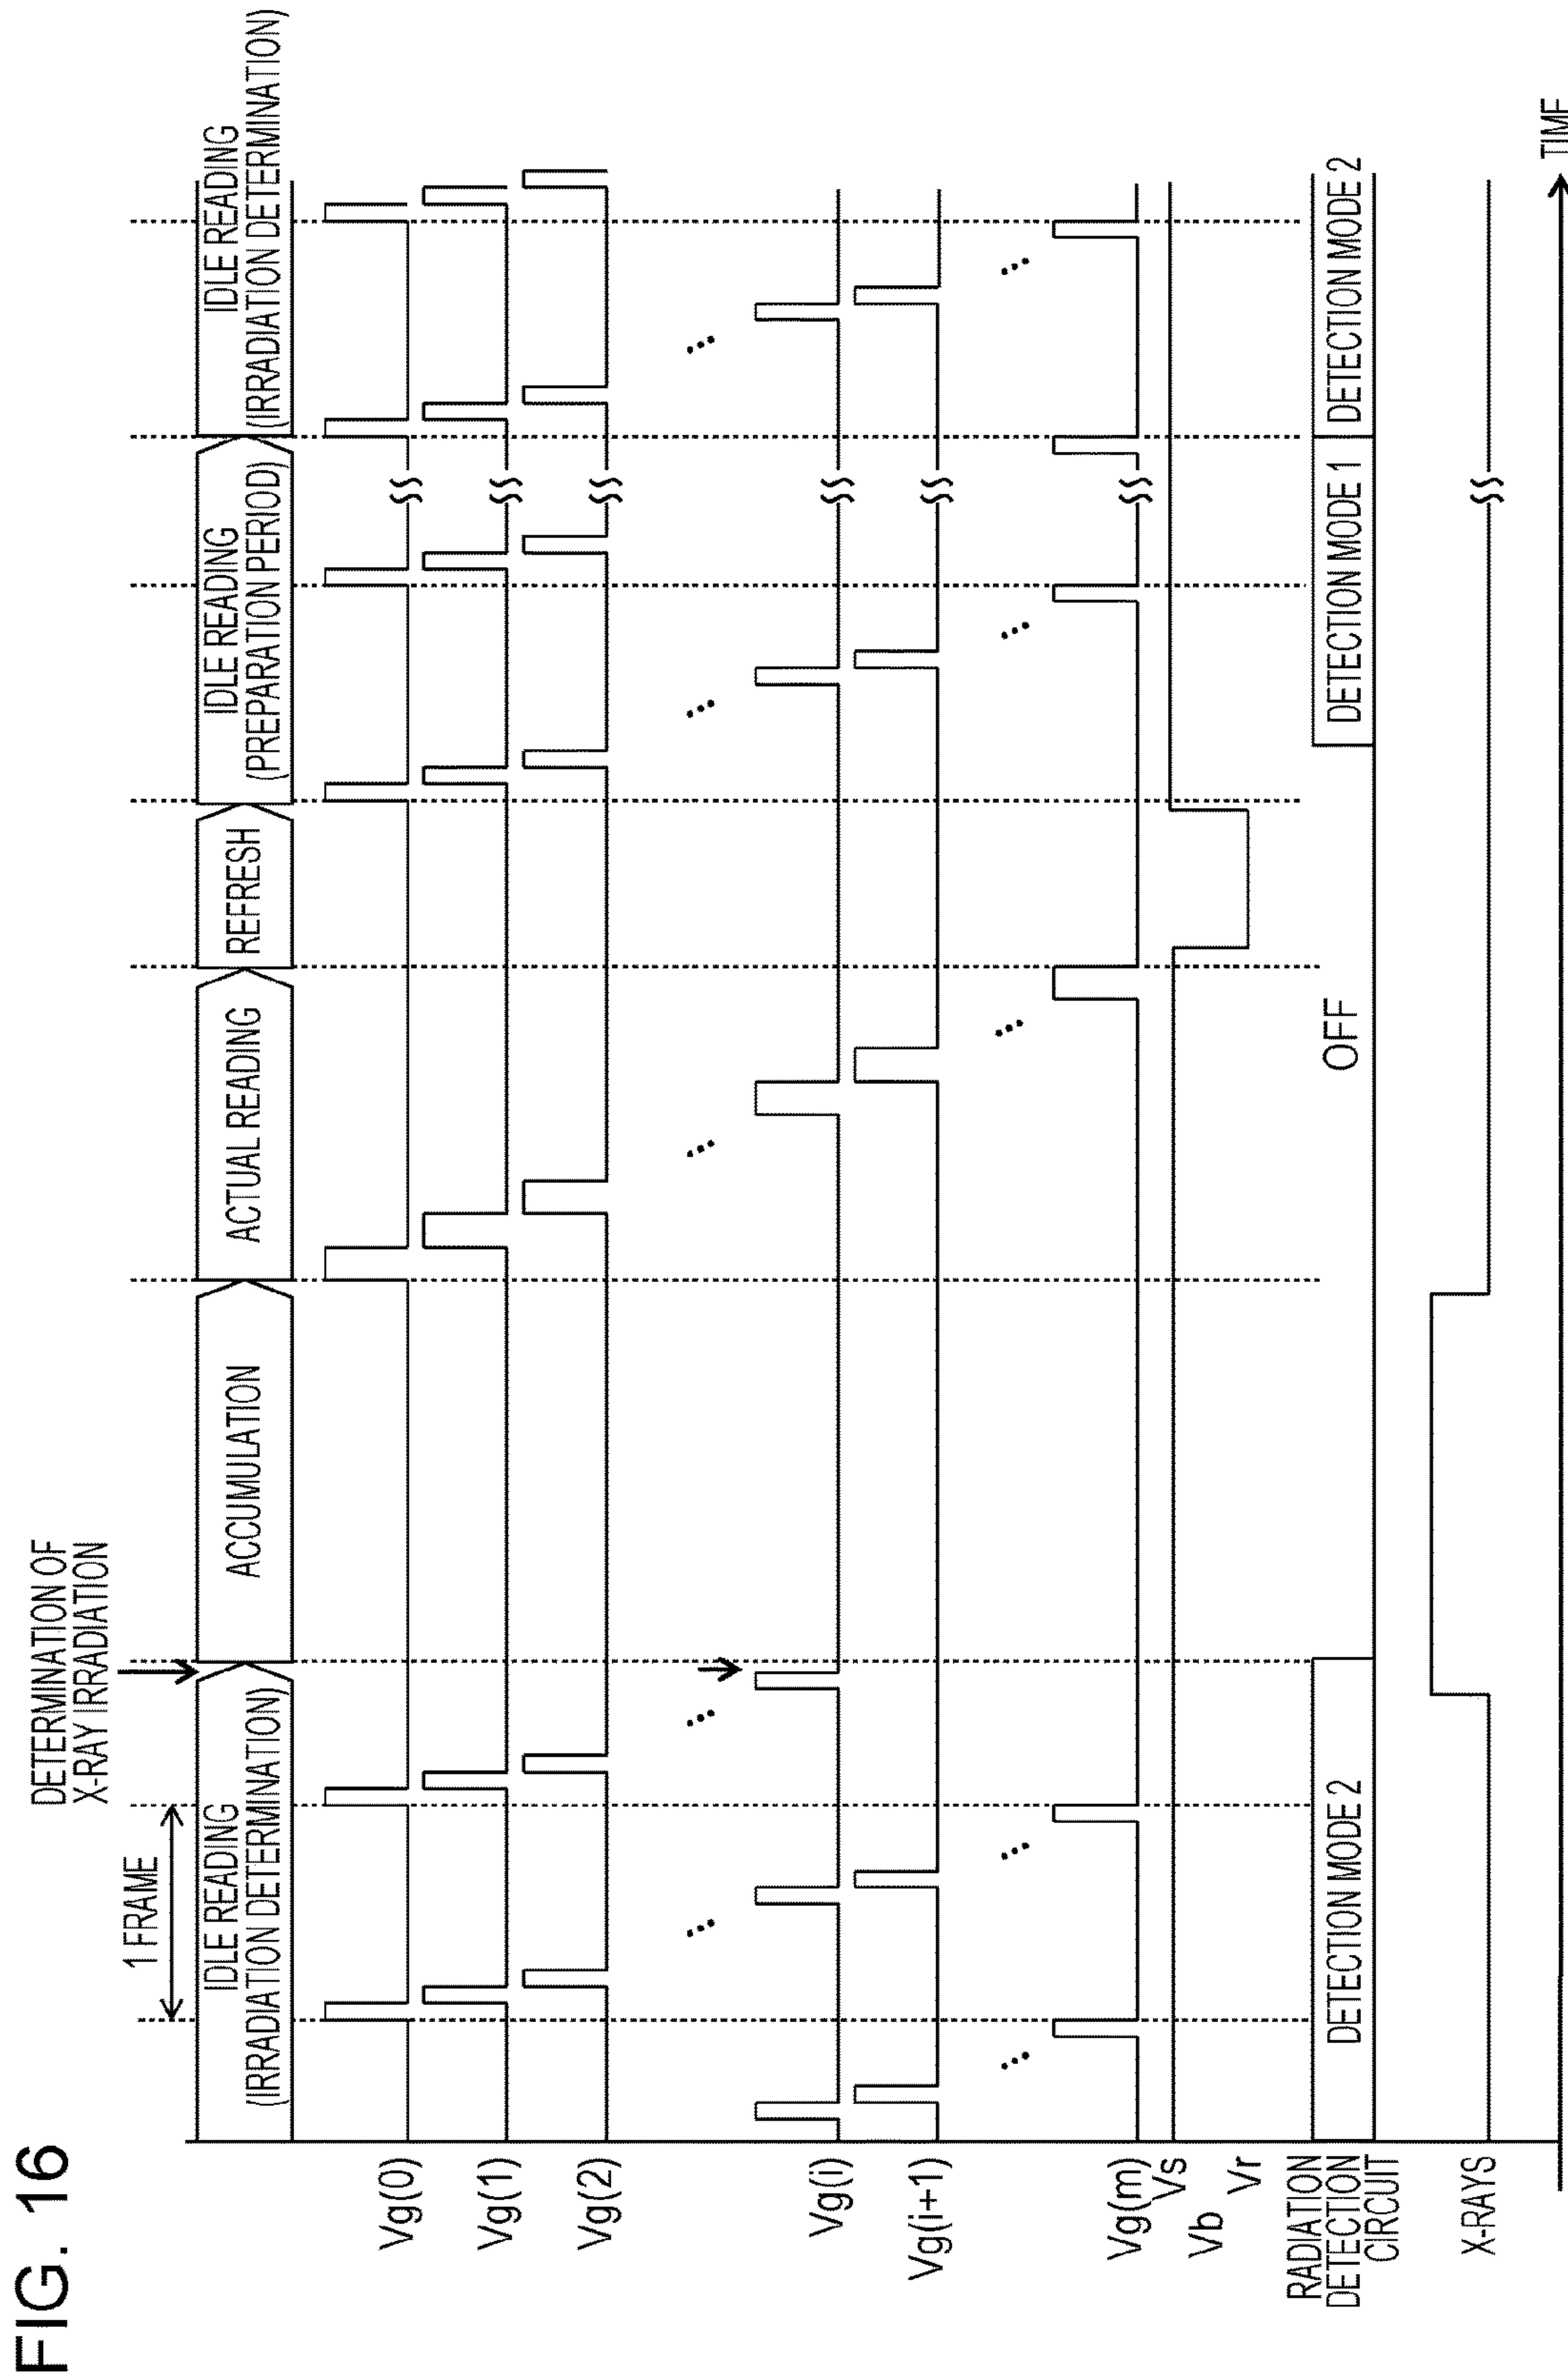 FIG. 16
DETERMINATION OF
X-RAY IRRADIATION
1 FRAME
IDLE READING
(IRRADIATION DETERMINATION)
ACCUMULATION
ACTUAL READING
REFRESH
IDLE READING
(PREPARATION PERIOD)
IDLE READING
(IRRADIATION DETERMINATION)
Vg(0)
Vg(1)
Vg(2)
Vg(i)
Vg(i+1)
Vg(m)
Vs
Vb
Vr
RADIATION
DETECTION
CIRCUIT
DETECTION MODE 2
OFF
DETECTION MODE 1
DETECTION MODE 2
X-RAYS
TIME